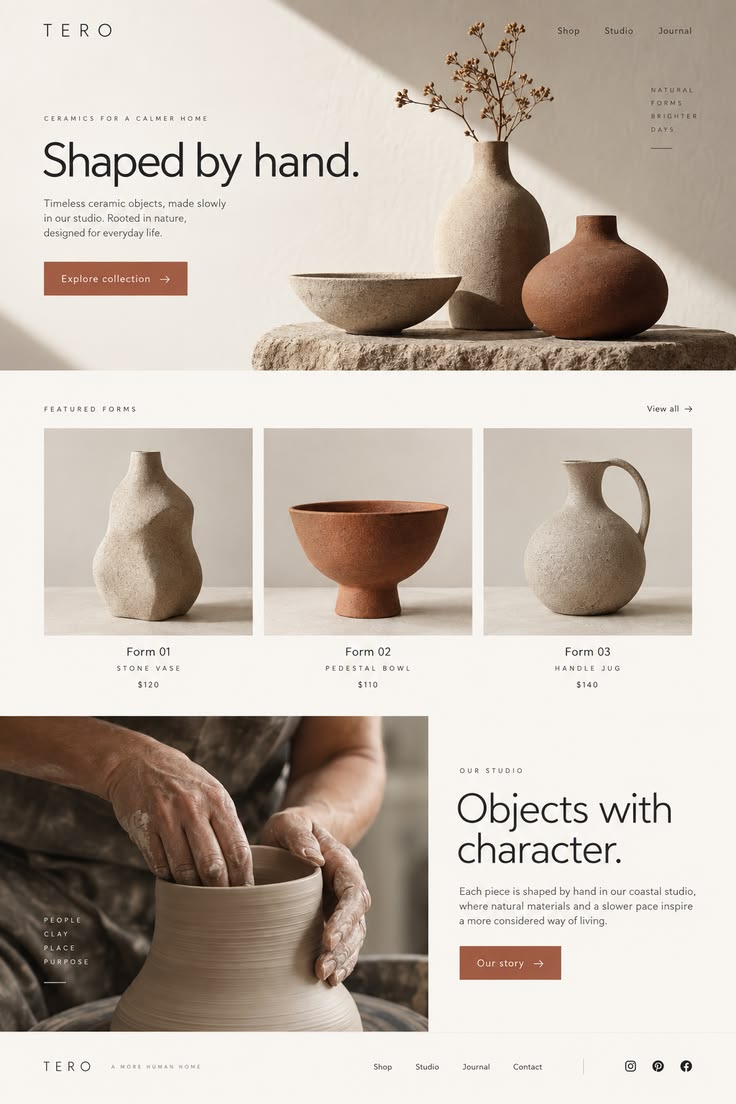 TERO
Shop Studio Journal
NATURAL
FORMS
BRIGHTER
DAYS
CERAMICS FOR A CALMER HOME
Shaped by hand.
Timeless ceramic objects, made slowly
in our studio. Rooted in nature,
designed for everyday life.
Explore collection →
FEATURED FORMS
View all →
Form 01
STONE VASE
$120
Form 02
PEDESTAL BOWL
$110
Form 03
HANDLE JUG
$140
PEOPLE
CLAY
PLACE
PURPOSE
OUR STUDIO
Objects with
character.
Each piece is shaped by hand in our coastal studio,
where natural materials and a slower pace inspire
a more considered way of living.
Our story →
TERO
A MORE HUMAN HOME
Shop Studio Journal Contact